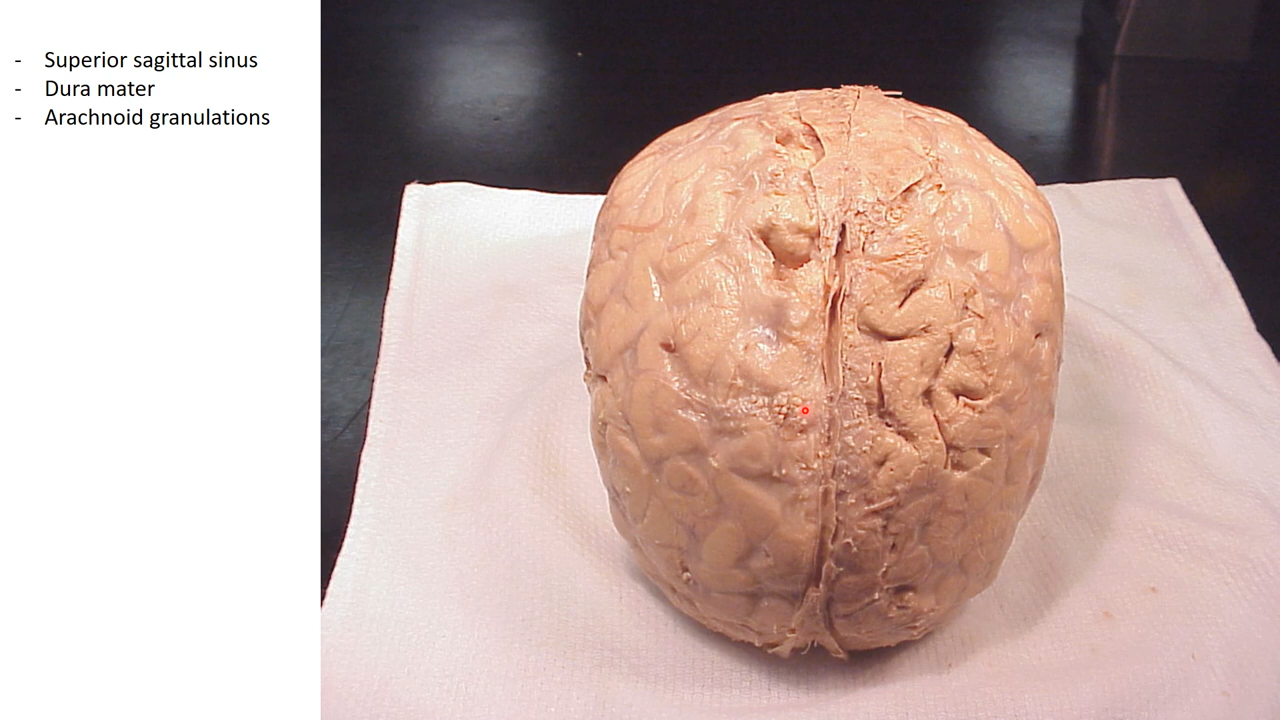 - Superior sagittal sinus
- Dura mater
- Arachnoid granulations